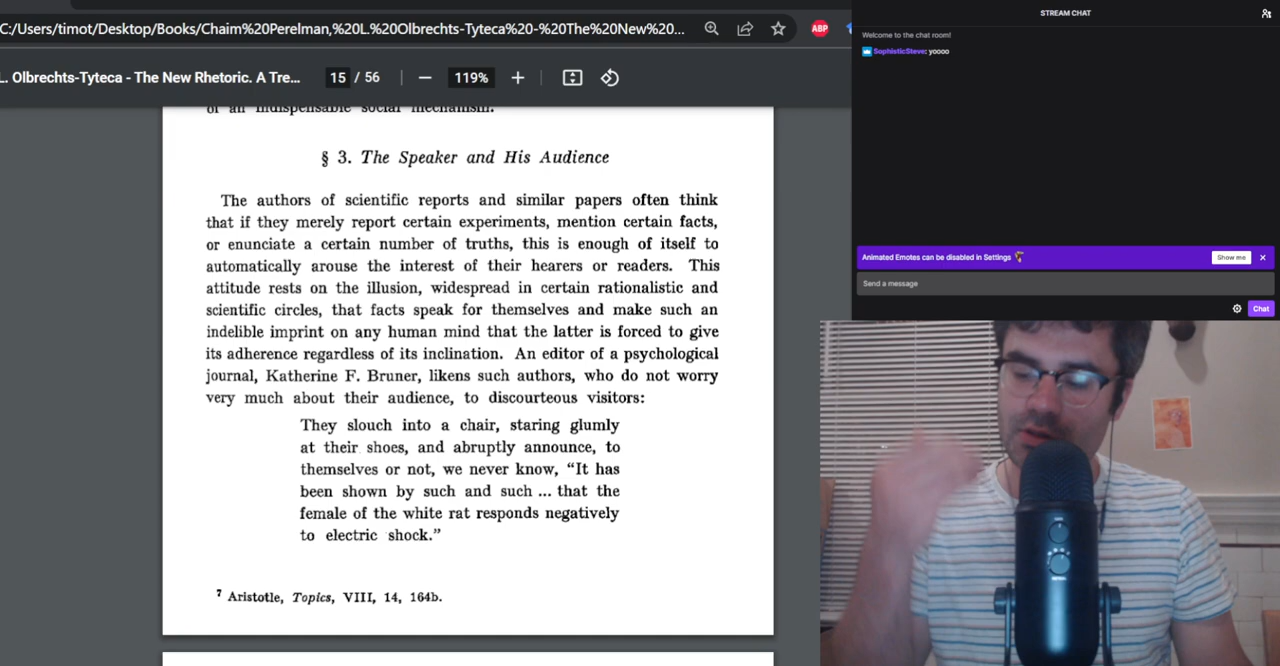 C:/Users/timot/Desktop/Books/Chaim%20Perelman,%20L.%20Olbrechts-Tyteca%20-%20The%20New%20...
ABP
L. Olbrechts-Tyteca - The New Rhetoric. A Tre...
15 / 56
119%
of an indispensable social mechanism.
§ 3. The Speaker and His Audience
The authors of scientific reports and similar papers often think
that if they merely report certain experiments, mention certain facts,
or enunciate a certain number of truths, this is enough of itself to
automatically arouse the interest of their hearers or readers. This
attitude rests on the illusion, widespread in certain rationalistic and
scientific circles, that facts speak for themselves and make such an
indelible imprint on any human mind that the latter is forced to give
its adherence regardless of its inclination. An editor of a psychological
journal, Katherine F. Bruner, likens such authors, who do not worry
very much about their audience, to discourteous visitors:
They slouch into a chair, staring glumly
at their shoes, and abruptly announce, to
themselves or not, we never know, “It has
been shown by such and such ... that the
female of the white rat responds negatively
to electric shock.”
7 Aristotle, Topics, VIII, 14, 164b.
STREAM CHAT
Welcome to the chat room!
SophisticSteve: yoooo
Animated Emotes can be disabled in Settings
Show me
Send a message
Chat